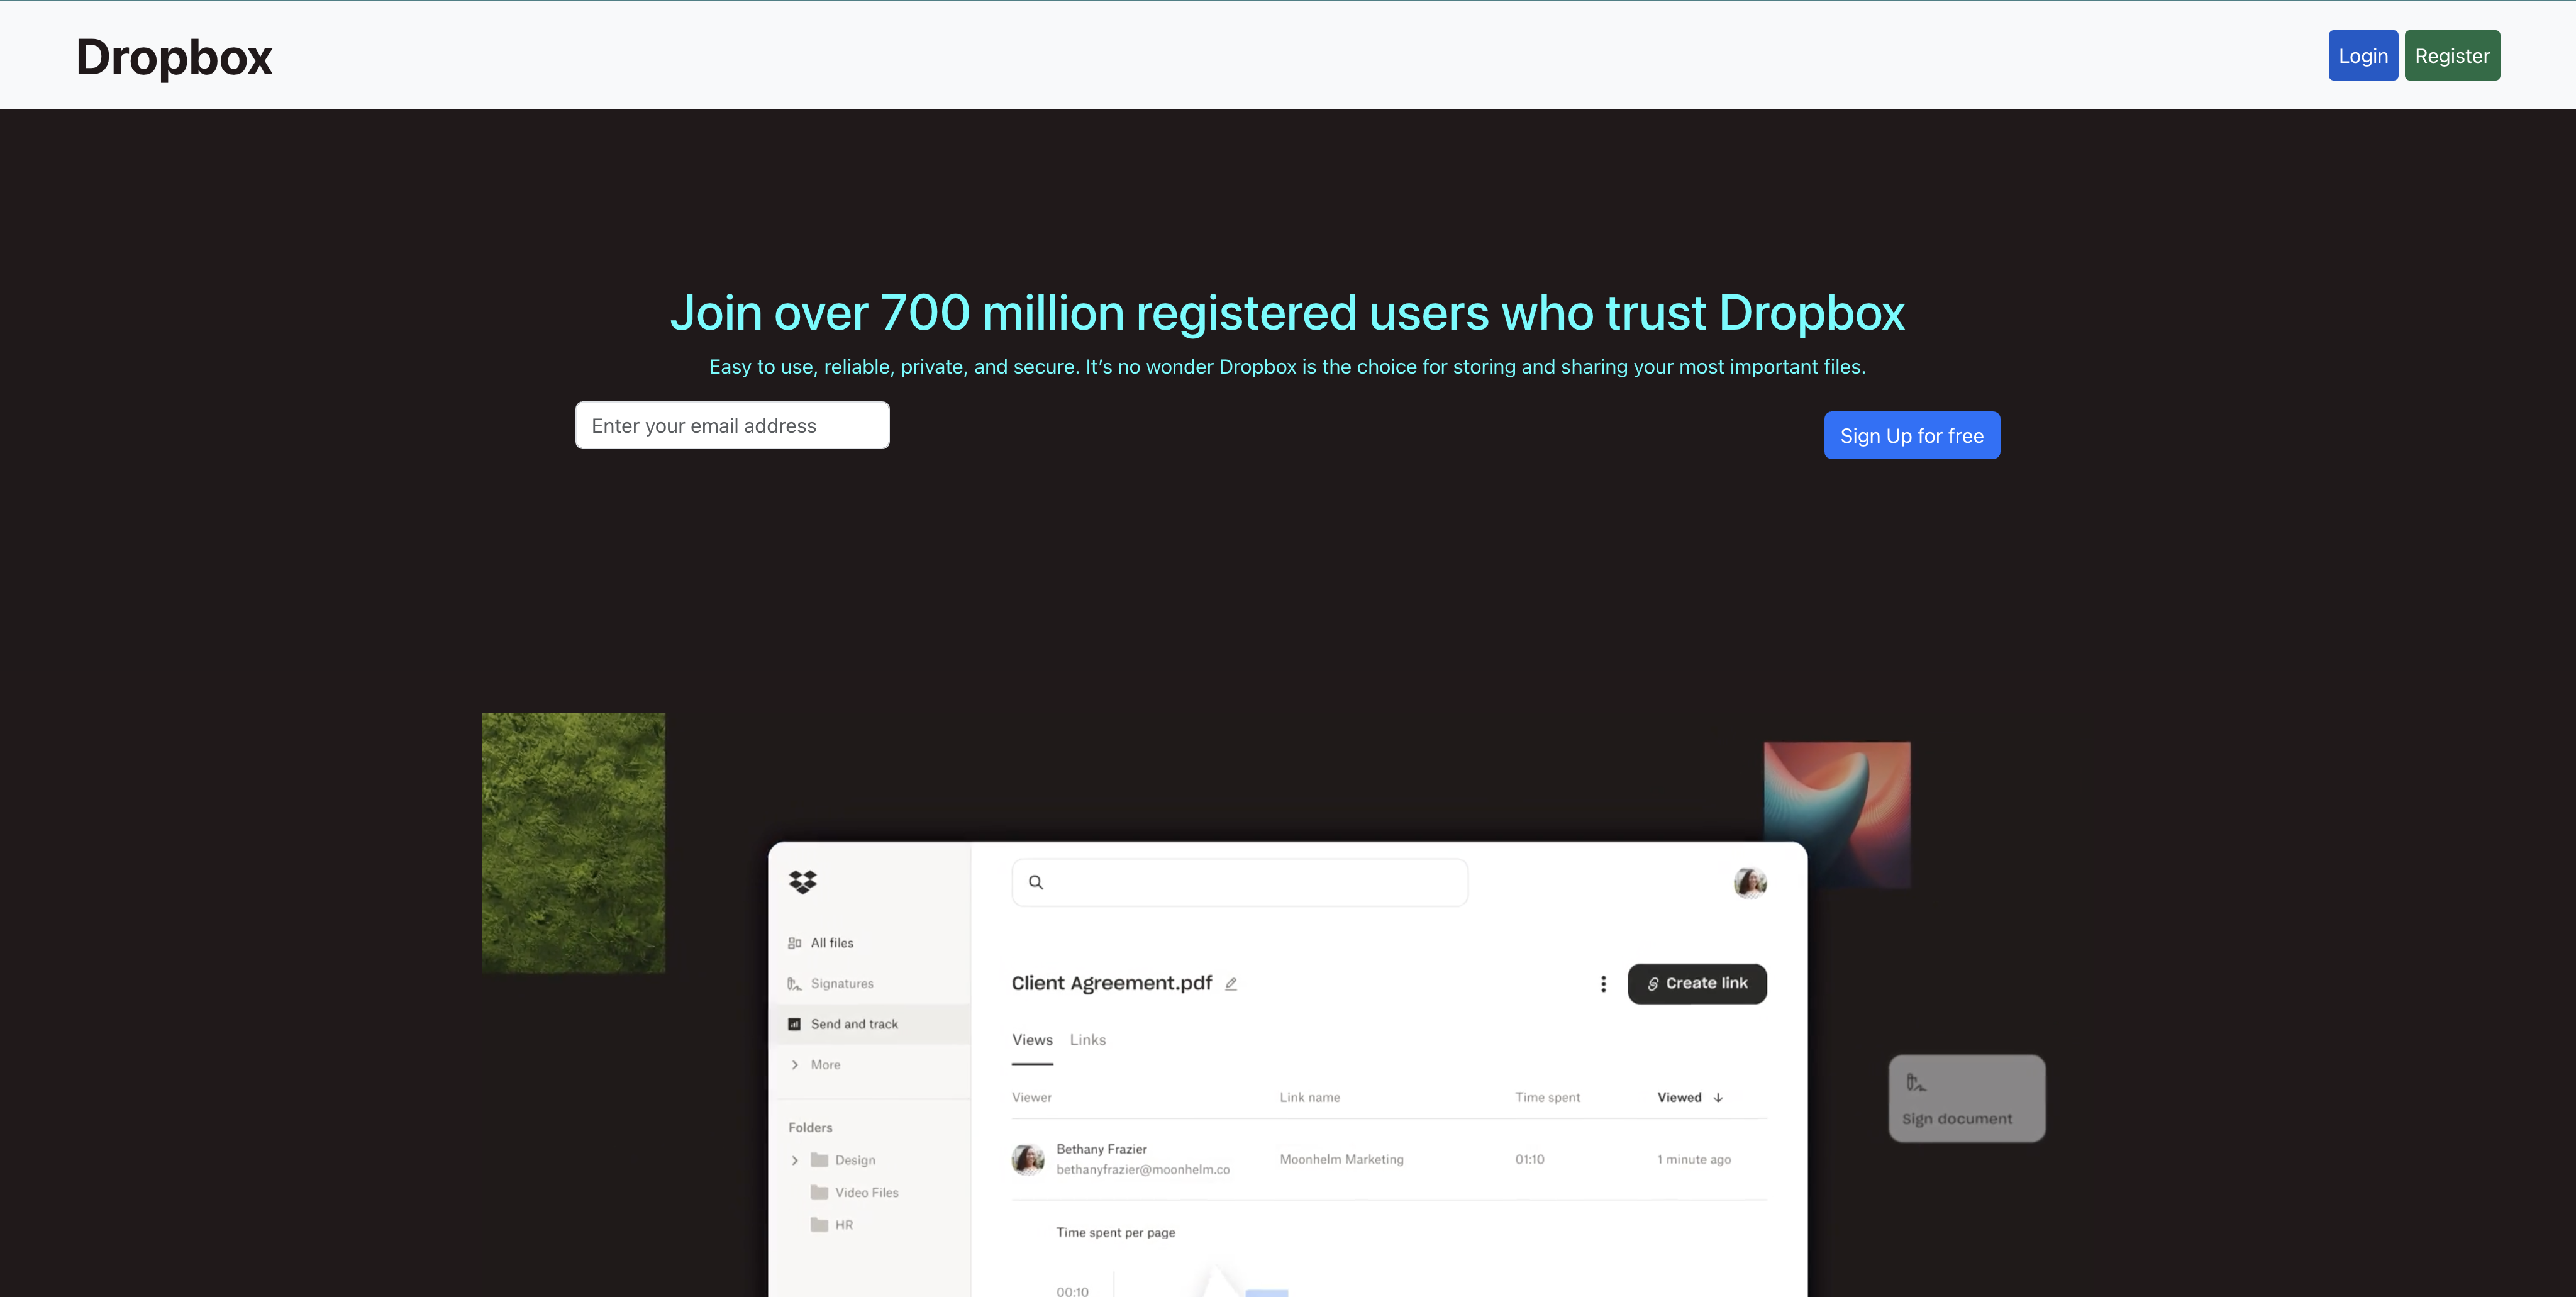 Dropbox
Login Register
Join over 700 million registered users who trust Dropbox
Easy to use, reliable, private, and secure. It’s no wonder Dropbox is the choice for storing and sharing your most important files.
Enter your email address
Sign Up for free
All files
Signatures
Send and track
More
Folders
Design
Video Files
HR
Client Agreement.pdf
Create link
Views Links
Viewer Link name Time spent Viewed
Bethany Frazier
bethanyfrazier@moonhelm.co
Moonhelm Marketing 01:10 1 minute ago
Time spent per page
00:10
Sign document